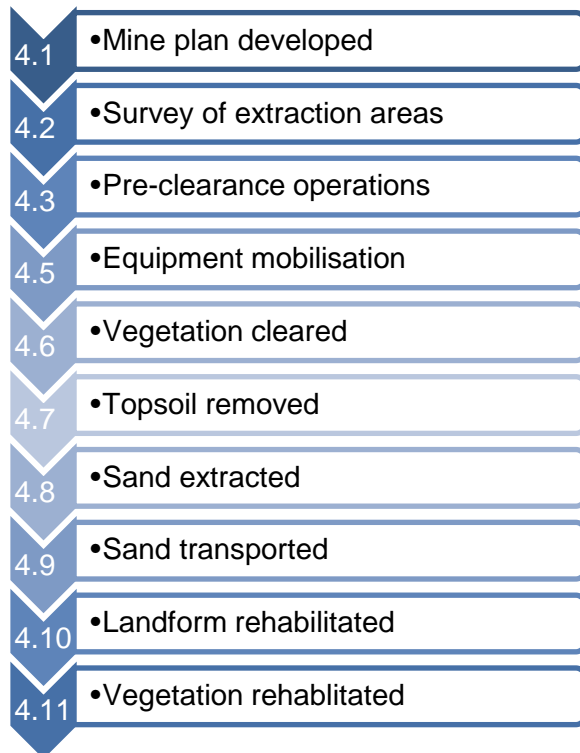 4.1 •Mine plan developed
4.2 •Survey of extraction areas
4.3 •Pre-clearance operations
4.5 •Equipment mobilisation
4.6 •Vegetation cleared
4.7 •Topsoil removed
4.8 •Sand extracted
4.9 •Sand transported
4.10 •Landform rehabilitated
4.11 •Vegetation rehablitated